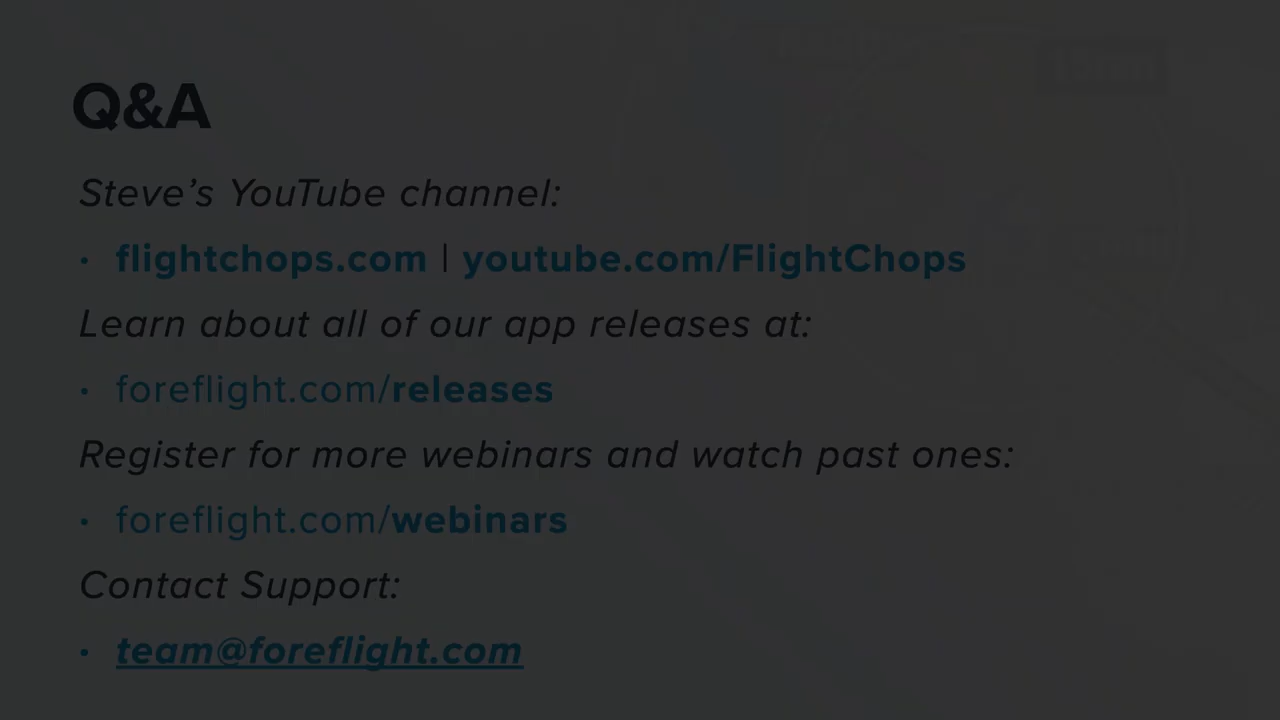 Q&A
Steve’s YouTube channel:
• flightchops.com | youtube.com/FlightChops
Learn about all of our app releases at:
• foreflight.com/releases
Register for more webinars and watch past ones:
• foreflight.com/webinars
Contact Support:
• team@foreflight.com